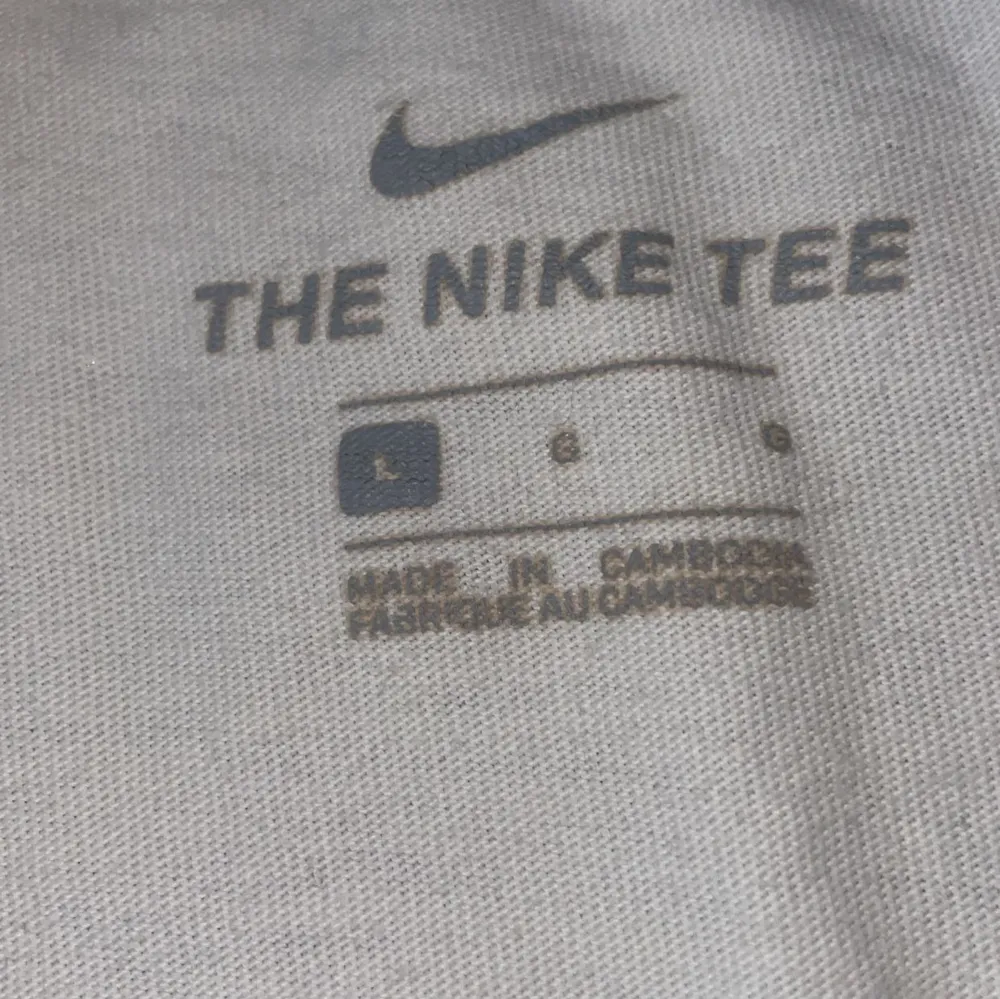 THE NIKE TEE
L G G
MADE IN CAMBODIA
FABRIQUE AU CAMBODGE